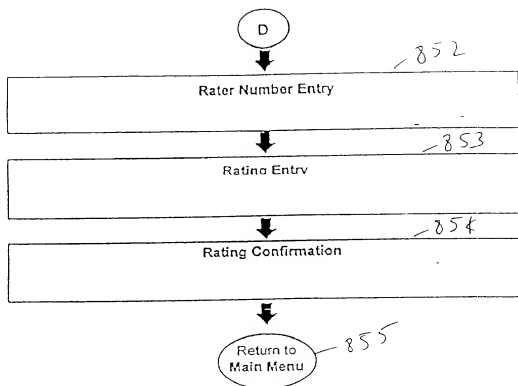 D
852
Rater Number Entry
853
Rating Entry
854
Rating Confirmation
Return to
Main Menu
855